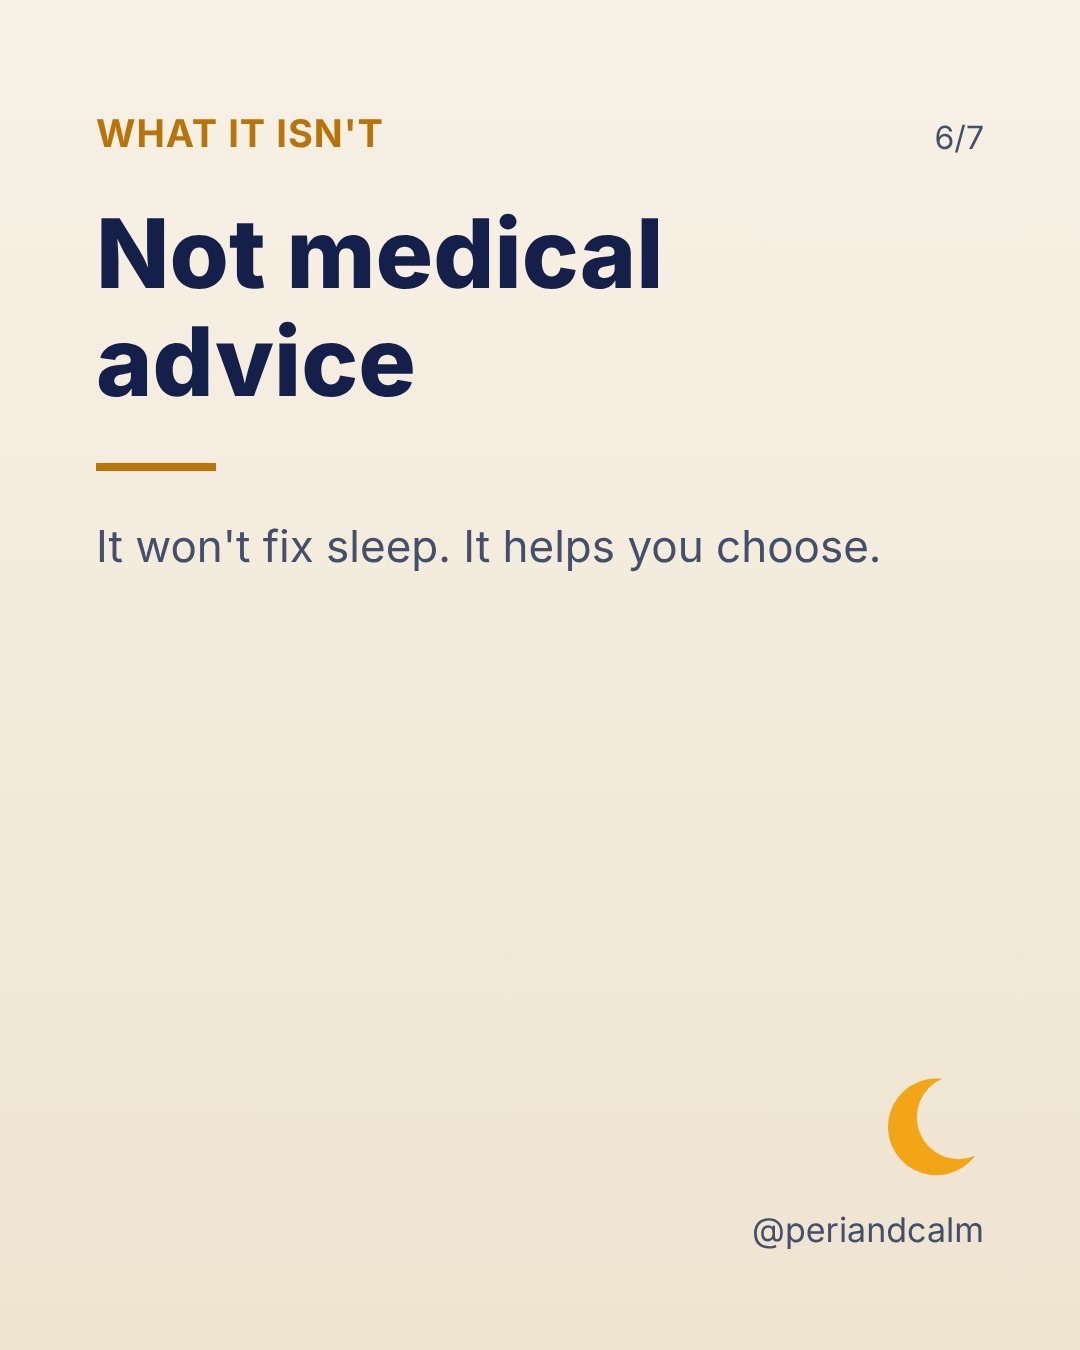 WHAT IT ISN'T
6/7
Not medical
advice
It won't fix sleep. It helps you choose.
@periandcalm